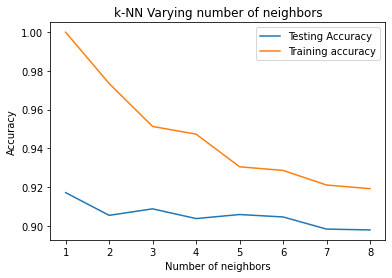 k-NN Varying number of neighbors
1.00
0.98
0.96
0.94
0.92
0.90
Accuracy
Testing Accuracy
Training accuracy
1 2 3 4 5 6 7 8
Number of neighbors